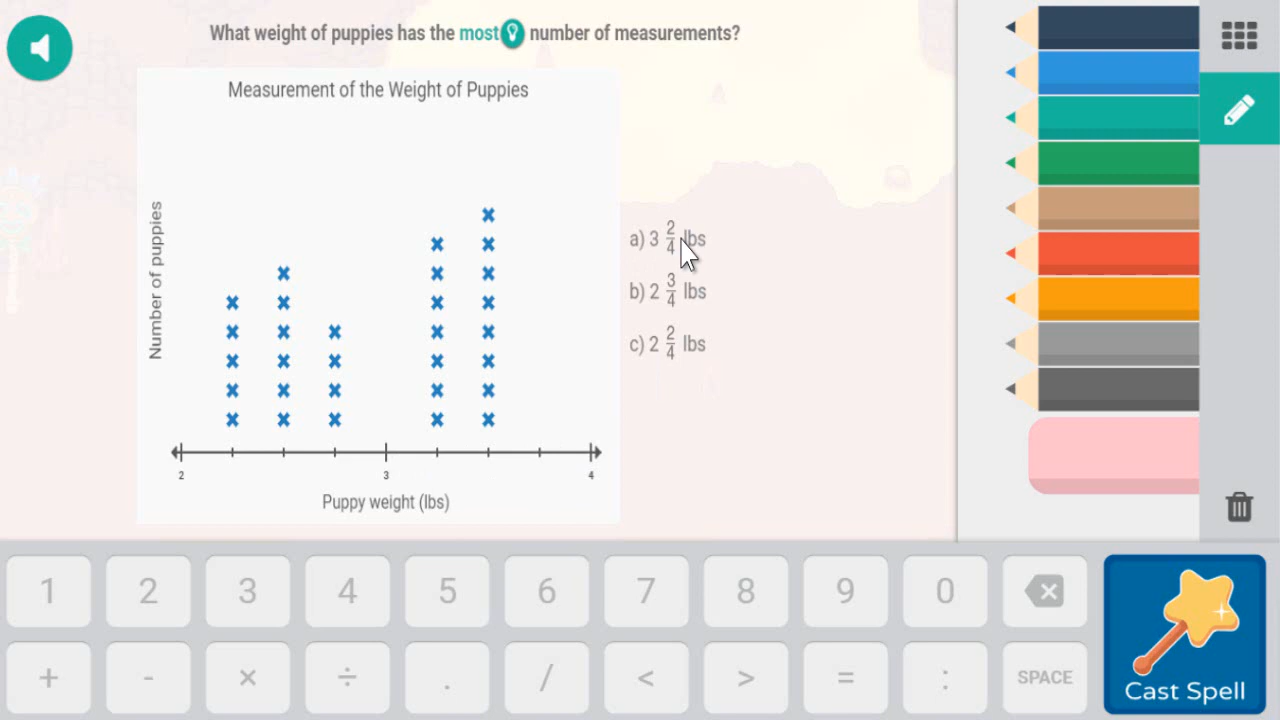 What weight of puppies has the most number of measurements?
Measurement of the Weight of Puppies
Number of puppies
2 3 4
Puppy weight (lbs)
a) 3 2/4 lbs
b) 2 3/4 lbs
c) 2 2/4 lbs
1 2 3 4 5 6 7 8 9 0
+ - × ÷ . / < > = : SPACE
Cast Spell